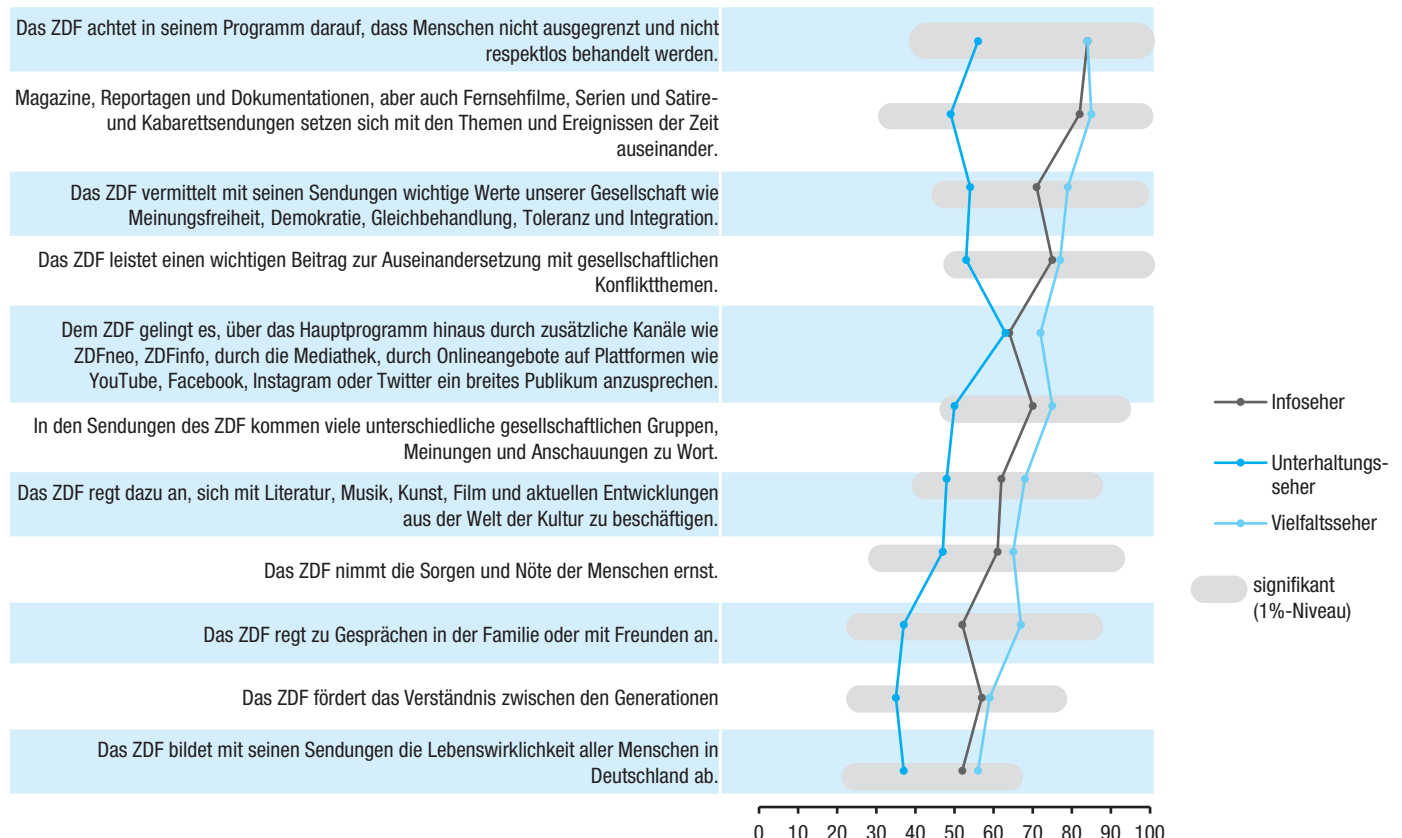 Das ZDF achtet in seinem Programm darauf, dass Menschen nicht ausgegrenzt und nicht
respektlos behandelt werden.
Magazine, Reportagen und Dokumentationen, aber auch Fernsehfilme, Serien und Satire-
und Kabarettsendungen setzen sich mit den Themen und Ereignissen der Zeit
auseinander.
Das ZDF vermittelt mit seinen Sendungen wichtige Werte unserer Gesellschaft wie
Meinungsfreiheit, Demokratie, Gleichbehandlung, Toleranz und Integration.
Das ZDF leistet einen wichtigen Beitrag zur Auseinandersetzung mit gesellschaftlichen
Konfliktthemen.
Dem ZDF gelingt es, über das Hauptprogramm hinaus durch zusätzliche Kanäle wie
ZDFneo, ZDFinfo, durch die Mediathek, durch Onlineangebote auf Plattformen wie
YouTube, Facebook, Instagram oder Twitter ein breites Publikum anzusprechen.
In den Sendungen des ZDF kommen viele unterschiedliche gesellschaftlichen Gruppen,
Meinungen und Anschauungen zu Wort.
Das ZDF regt dazu an, sich mit Literatur, Musik, Kunst, Film und aktuellen Entwicklungen
aus der Welt der Kultur zu beschäftigen.
Das ZDF nimmt die Sorgen und Nöte der Menschen ernst.
Das ZDF regt zu Gesprächen in der Familie oder mit Freunden an.
Das ZDF fördert das Verständnis zwischen den Generationen
Das ZDF bildet mit seinen Sendungen die Lebenswirklichkeit aller Menschen in
Deutschland ab.
0 10 20 30 40 50 60 70 80 90 100
Infoseher
Unterhaltungs-
seher
Vielfaltsseher
signifikant
(1%-Niveau)